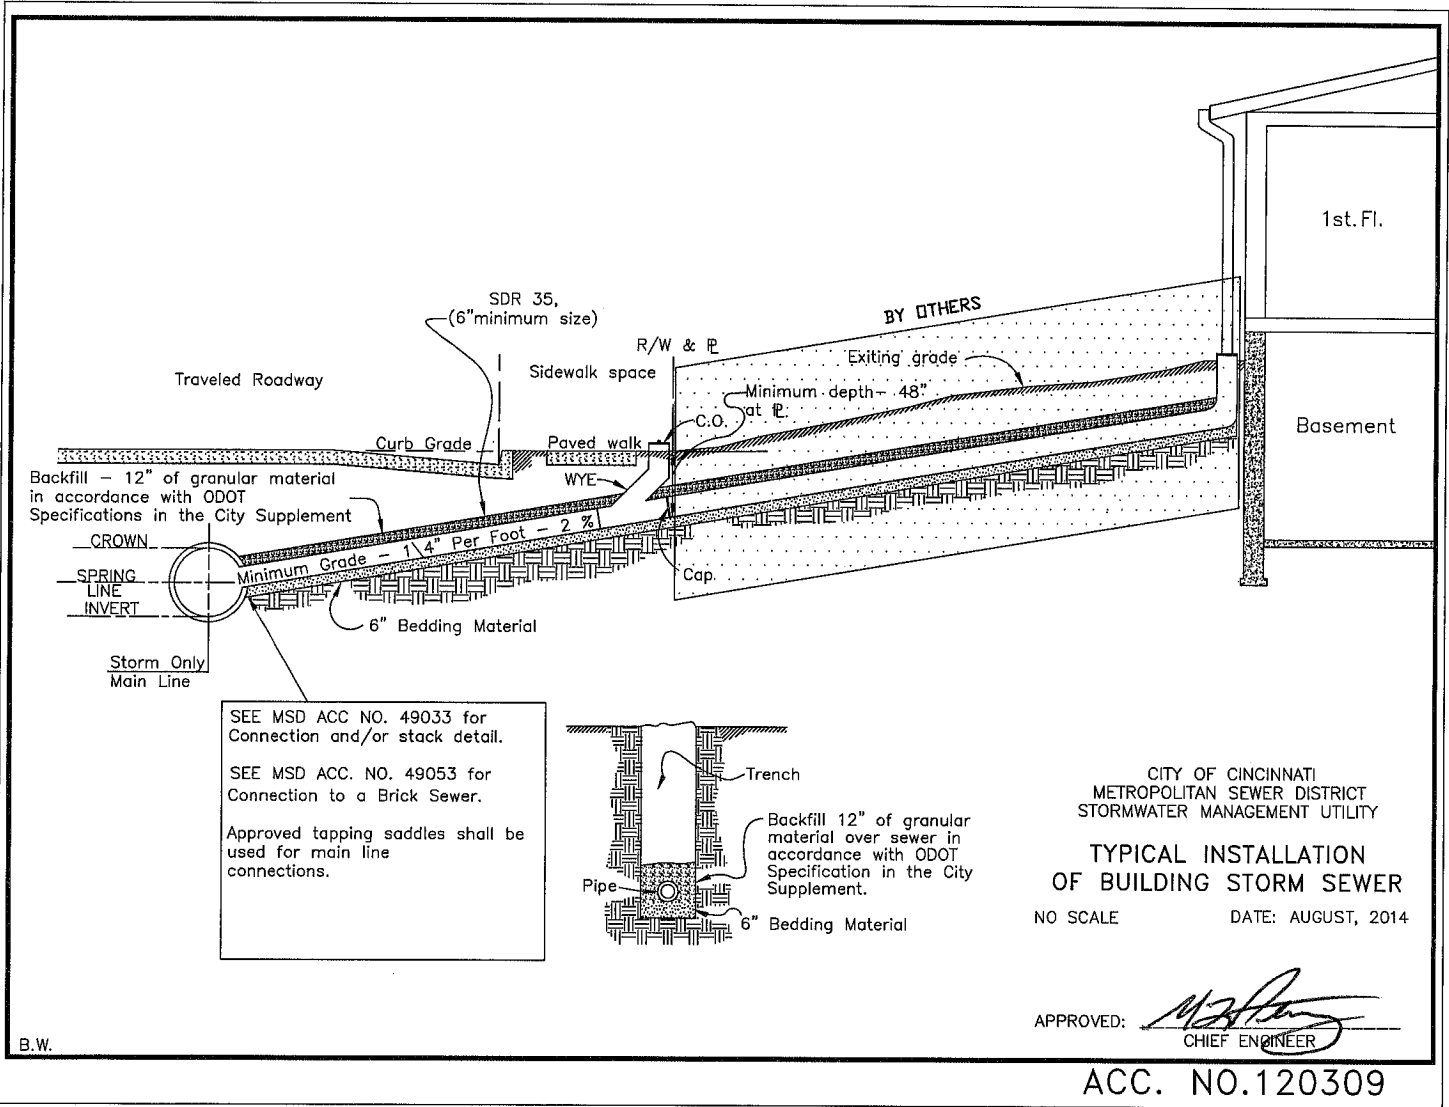 1st.Fl.
BY OTHERS
SDR 35,
(6"minimum size)
R/W & ⅊
Exiting grade
Traveled Roadway
Sidewalk space
Minimum depth- 48"
at ⅊.
C.O.
Basement
Curb Grade
Paved walk
WYE
Backfill - 12" of granular material
in accordance with ODOT
Specifications in the City Supplement
CROWN
Minimum Grade - 1\4" Per Foot - 2 %
SPRING
LINE
INVERT
Cap.
6" Bedding Material
Storm Only
Main Line
SEE MSD ACC NO. 49033 for
Connection and/or stack detail.
SEE MSD ACC. NO. 49053 for
Connection to a Brick Sewer.
Approved tapping saddles shall be
used for main line
connections.
Trench
Backfill 12" of granular
material over sewer in
accordance with ODOT
Specification in the City
Supplement.
Pipe
6" Bedding Material
CITY OF CINCINNATI
METROPOLITAN SEWER DISTRICT
STORMWATER MANAGEMENT UTILITY
TYPICAL INSTALLATION
OF BUILDING STORM SEWER
NO SCALE DATE: AUGUST, 2014
APPROVED:
CHIEF ENGINEER
B.W.
ACC. NO.120309